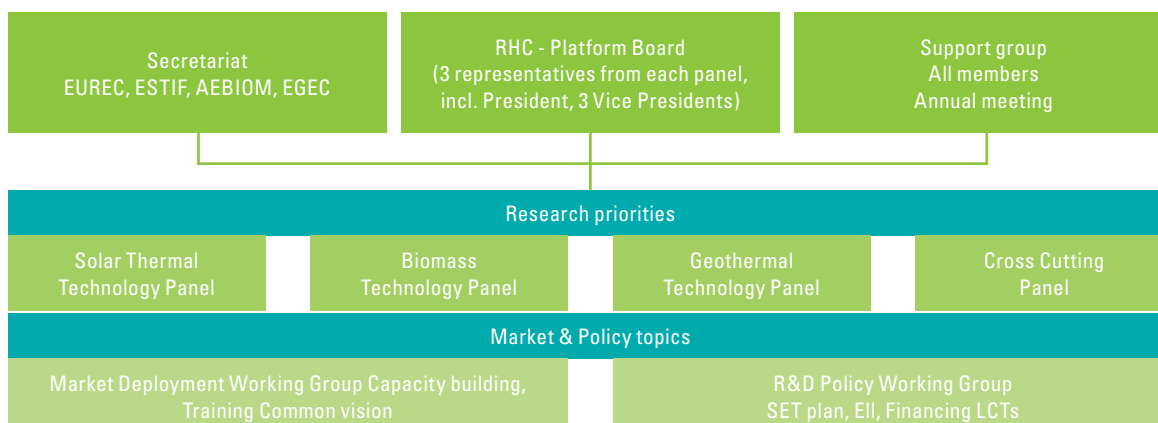 Secretariat
EUREC, ESTIF, AEBIOM, EGEC
RHC - Platform Board
(3 representatives from each panel,
incl. President, 3 Vice Presidents)
Support group
All members
Annual meeting
Research priorities
Solar Thermal
Technology Panel
Biomass
Technology Panel
Geothermal
Technology Panel
Cross Cutting
Panel
Market & Policy topics
Market Deployment Working Group Capacity building,
Training Common vision
R&D Policy Working Group
SET plan, EII, Financing LCTs